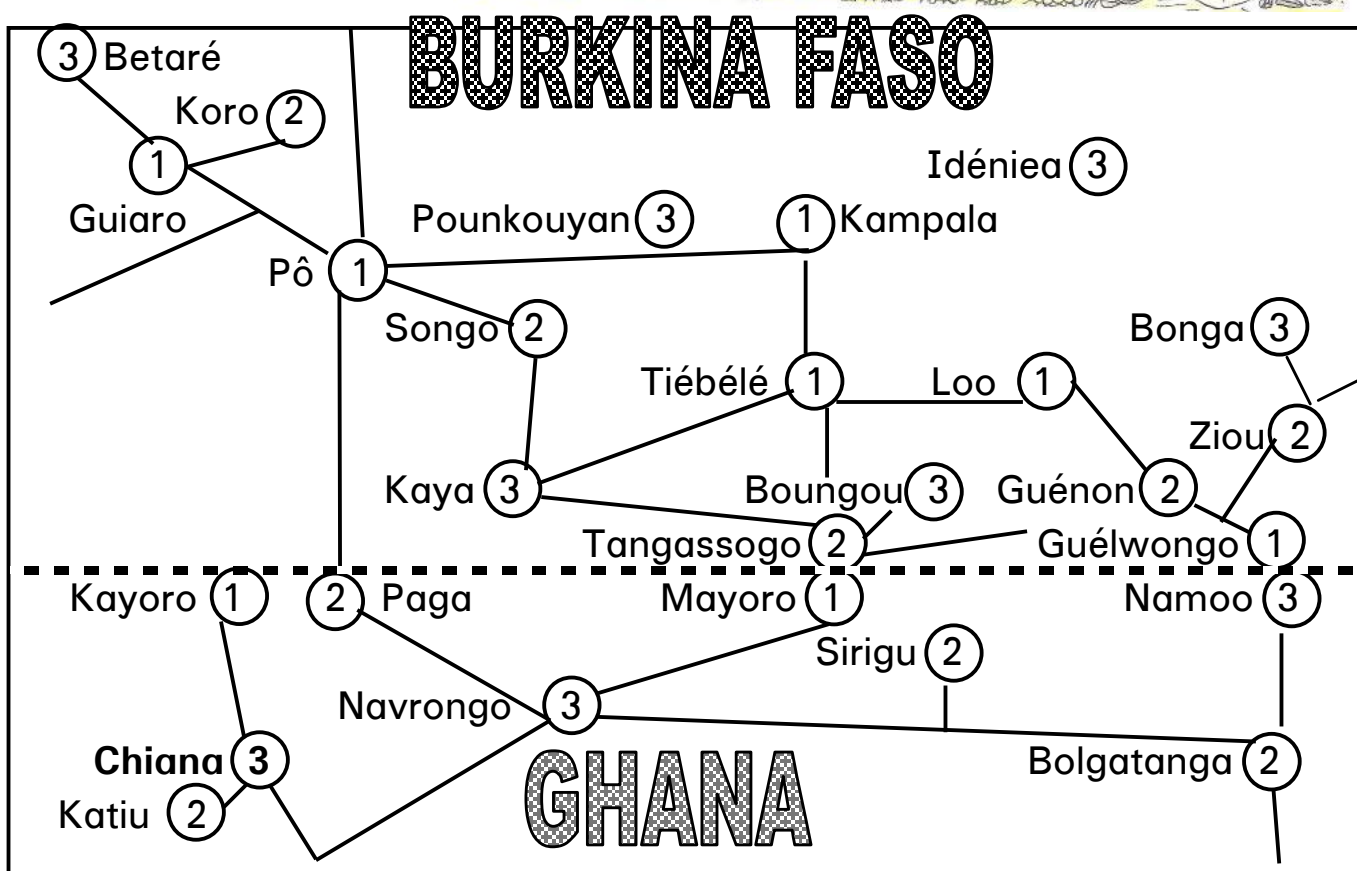 BURKINA FASO
3 Betaré
Koro 2
1
Idéniea 3
Guiaro
Pounkouyan 3
1 Kampala
Pô 1
Songo 2
Bonga 3
Tiébélé 1
Loo 1
Ziou 2
Kaya 3
Boungou 3
Guénon 2
Tangassogo 2
Guélwongo 1
Kayoro 1
2 Paga
Mayoro 1
Namoo 3
Sirigu 2
Navrongo 3
Chiana 3
Bolgatanga 2
Katiu 2
GHANA